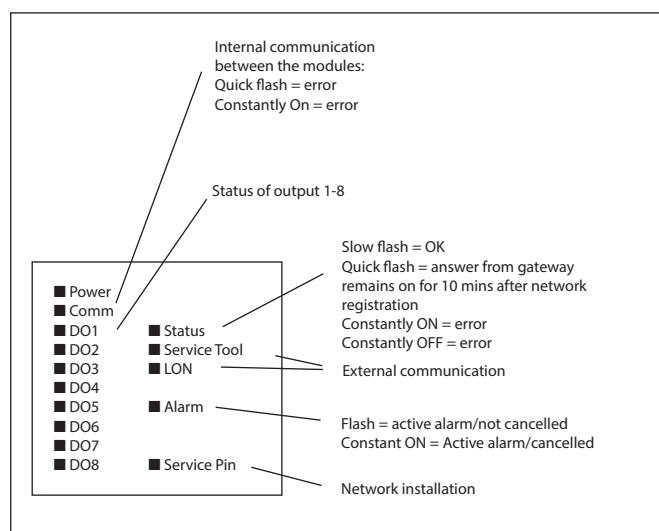 Internal communication
between the modules:
Quick flash = error
Constantly On = error
Status of output 1-8
Slow flash = OK
Quick flash = answer from gateway
remains on for 10 mins after network
registration
Constantly ON = error
Constantly OFF = error
External communication
Flash = active alarm/not cancelled
Constant ON = Active alarm/cancelled
Network installation
Power
Comm
DO1
DO2
DO3
DO4
DO5
DO6
DO7
DO8
Status
Service Tool
LON
Alarm
Service Pin